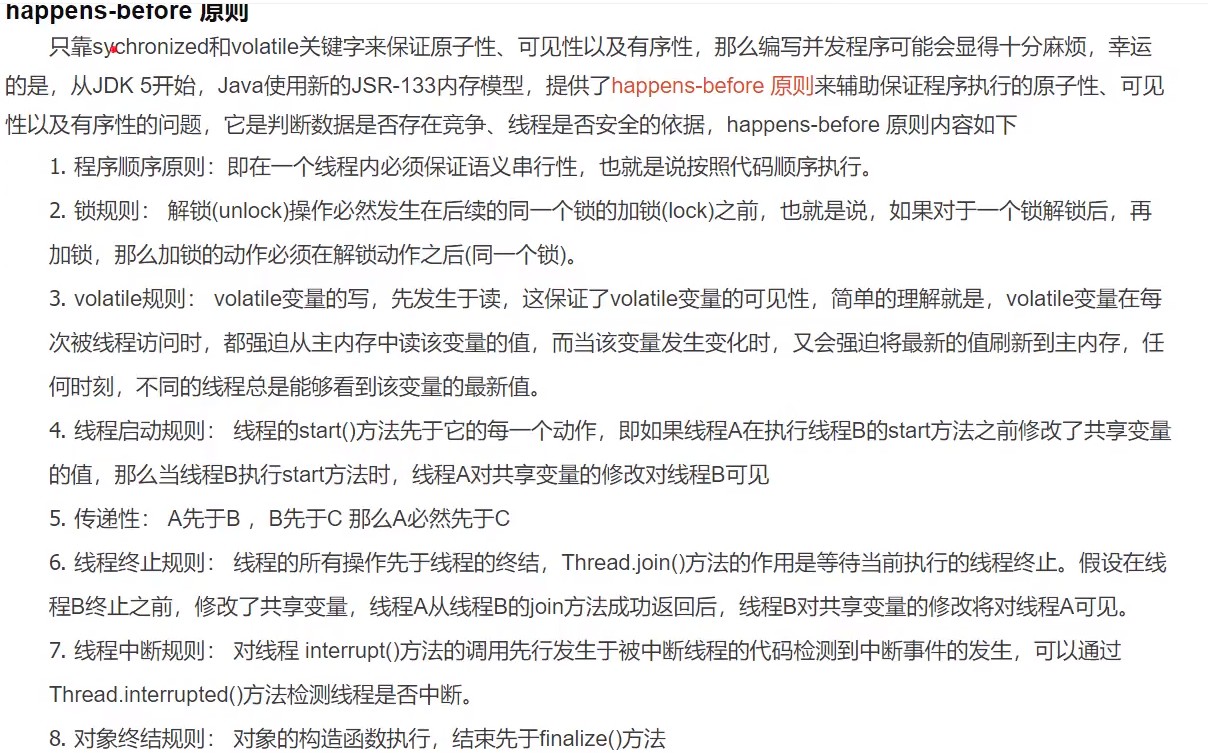 happens-before 原则
只靠sychronized和volatile关键字来保证原子性、可见性以及有序性，那么编写并发程序可能会显得十分麻烦，幸运
的是，从JDK 5开始，Java使用新的JSR-133内存模型，提供了happens-before 原则来辅助保证程序执行的原子性、可见
性以及有序性的问题，它是判断数据是否存在竞争、线程是否安全的依据，happens-before 原则内容如下
1. 程序顺序原则：即在一个线程内必须保证语义串行性，也就是说按照代码顺序执行。
2. 锁规则： 解锁(unlock)操作必然发生在后续的同一个锁的加锁(lock)之前，也就是说，如果对于一个锁解锁后，再
加锁，那么加锁的动作必须在解锁动作之后(同一个锁)。
3. volatile规则： volatile变量的写，先发生于读，这保证了volatile变量的可见性，简单的理解就是，volatile变量在每
次被线程访问时，都强迫从主内存中读该变量的值，而当该变量发生变化时，又会强迫将最新的值刷新到主内存，任
何时刻，不同的线程总是能够看到该变量的最新值。
4. 线程启动规则： 线程的start()方法先于它的每一个动作，即如果线程A在执行线程B的start方法之前修改了共享变量
的值，那么当线程B执行start方法时，线程A对共享变量的修改对线程B可见
5. 传递性： A先于B ，B先于C 那么A必然先于C
6. 线程终止规则： 线程的所有操作先于线程的终结，Thread.join()方法的作用是等待当前执行的线程终止。假设在线
程B终止之前，修改了共享变量，线程A从线程B的join方法成功返回后，线程B对共享变量的修改将对线程A可见。
7. 线程中断规则： 对线程 interrupt()方法的调用先行发生于被中断线程的代码检测到中断事件的发生，可以通过
Thread.interrupted()方法检测线程是否中断。
8. 对象终结规则： 对象的构造函数执行，结束先于finalize()方法